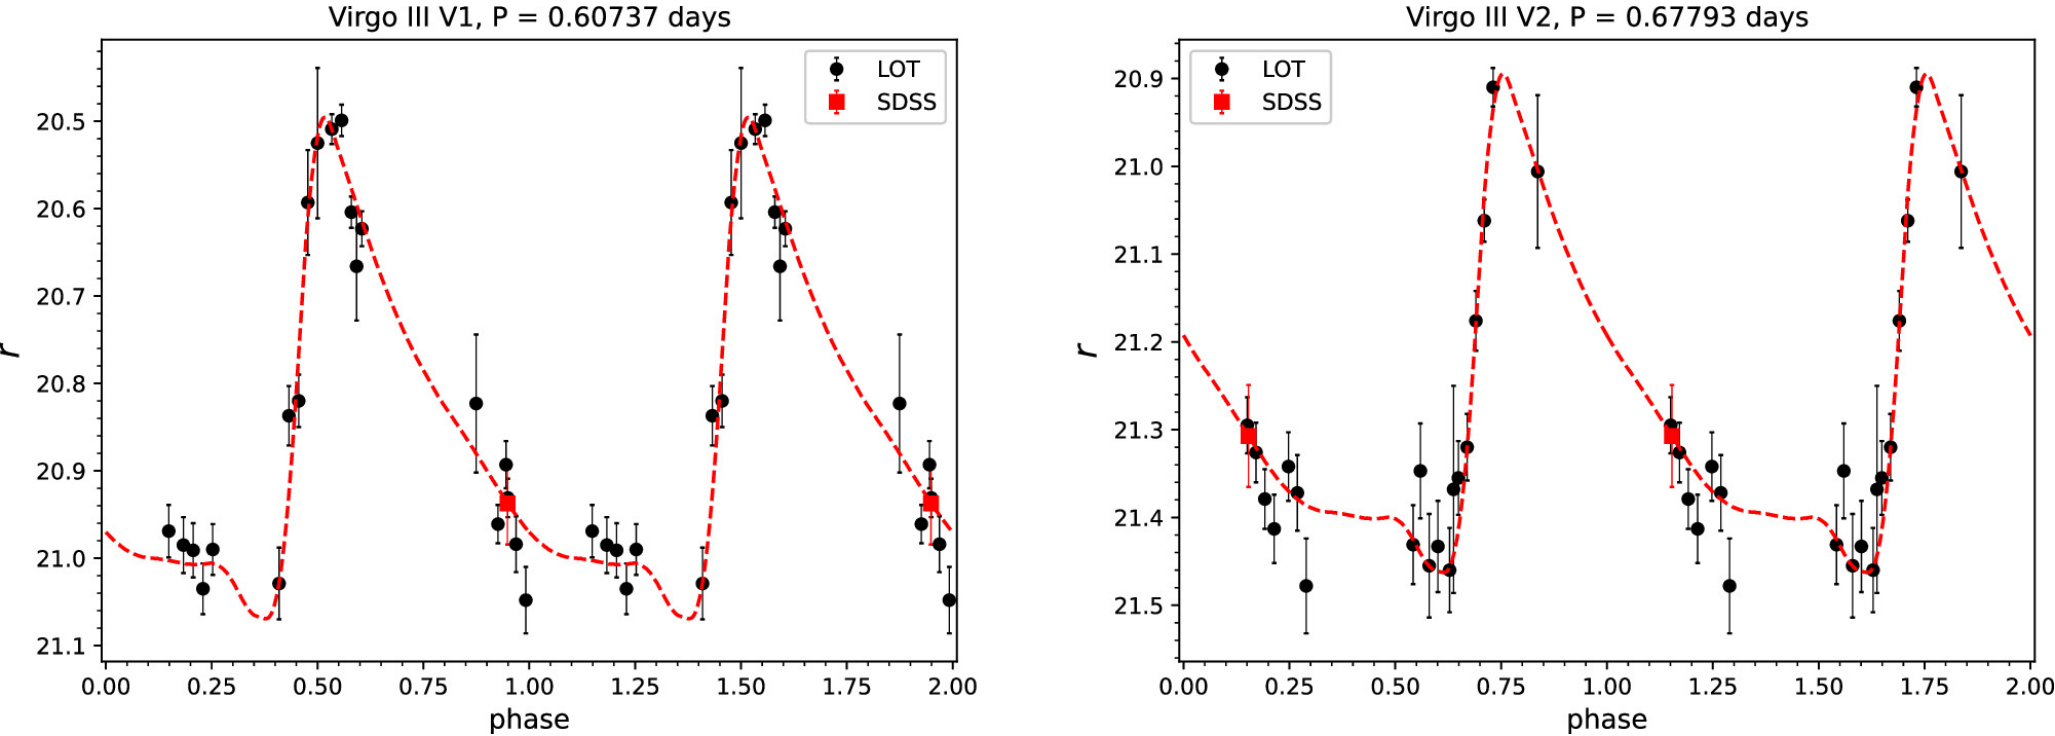 Virgo III V1, P = 0.60737 days
LOT
SDSS
20.5
20.6
20.7
20.8
20.9
21.0
21.1
r
0.00 0.25 0.50 0.75 1.00 1.25 1.50 1.75 2.00
phase
Virgo III V2, P = 0.67793 days
LOT
SDSS
20.9
21.0
21.1
21.2
21.3
21.4
21.5
r
0.00 0.25 0.50 0.75 1.00 1.25 1.50 1.75 2.00
phase